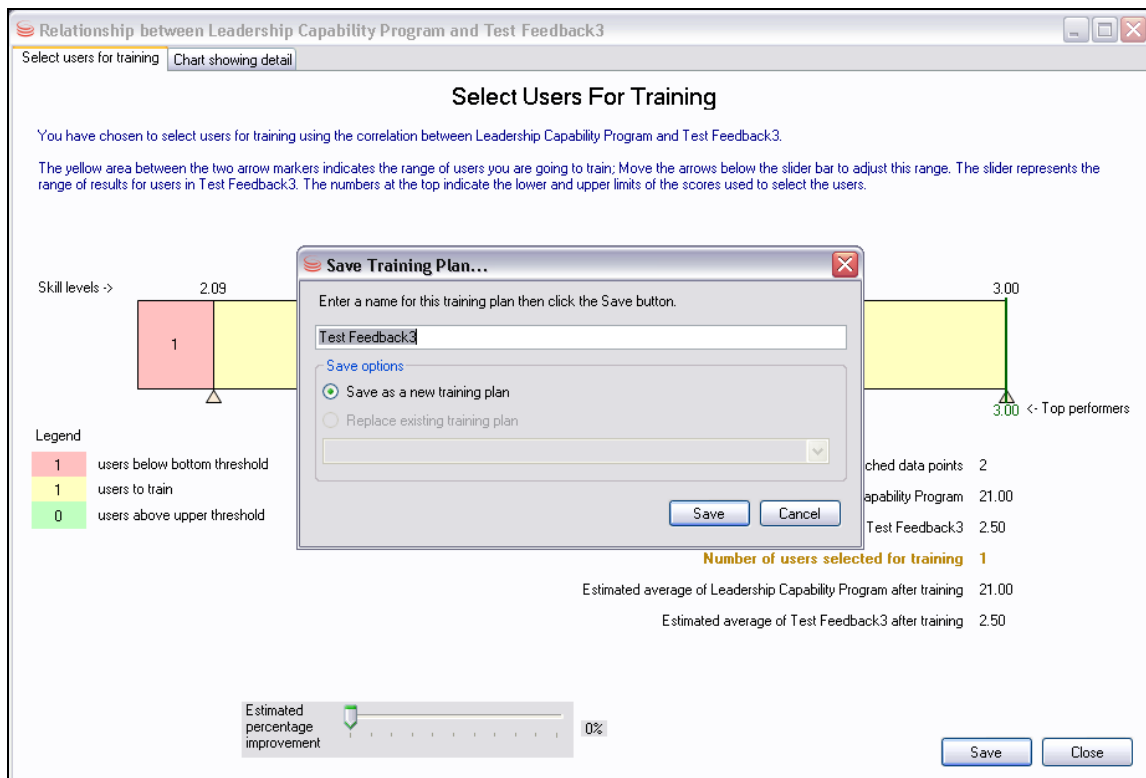 Relationship between Leadership Capability Program and Test Feedback3
Select users for training
Chart showing detail
Select Users For Training
You have chosen to select users for training using the correlation between Leadership Capability Program and Test Feedback3.
The yellow area between the two arrow markers indicates the range of users you are going to train; Move the arrows below the slider bar to adjust this range. The slider represents the
range of results for users in Test Feedback3. The numbers at the top indicate the lower and upper limits of the scores used to select the users.
Skill levels ->
2.09
3.00
1
3.00 <- Top performers
Save Training Plan...
Enter a name for this training plan then click the Save button.
Test Feedback3
Save options
Save as a new training plan
Replace existing training plan
Save
Cancel
Legend
1 users below bottom threshold
1 users to train
0 users above upper threshold
ched data points 2
apability Program 21.00
Test Feedback3 2.50
Number of users selected for training 1
Estimated average of Leadership Capability Program after training 21.00
Estimated average of Test Feedback3 after training 2.50
Estimated
percentage
improvement
0%
Save
Close